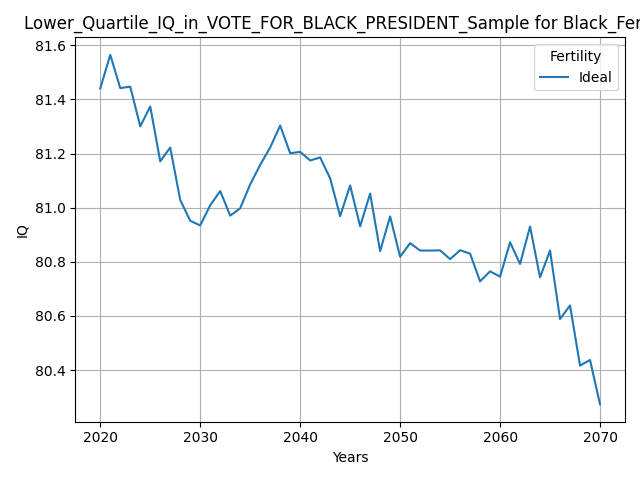 Lower_Quartile_IQ_in_VOTE_FOR_BLACK_PRESIDENT_Sample for Black_Fer
81.6
81.4
81.2
81.0
80.8
80.6
80.4
IQ
Fertility
Ideal
2020 2030 2040 2050 2060 2070
Years